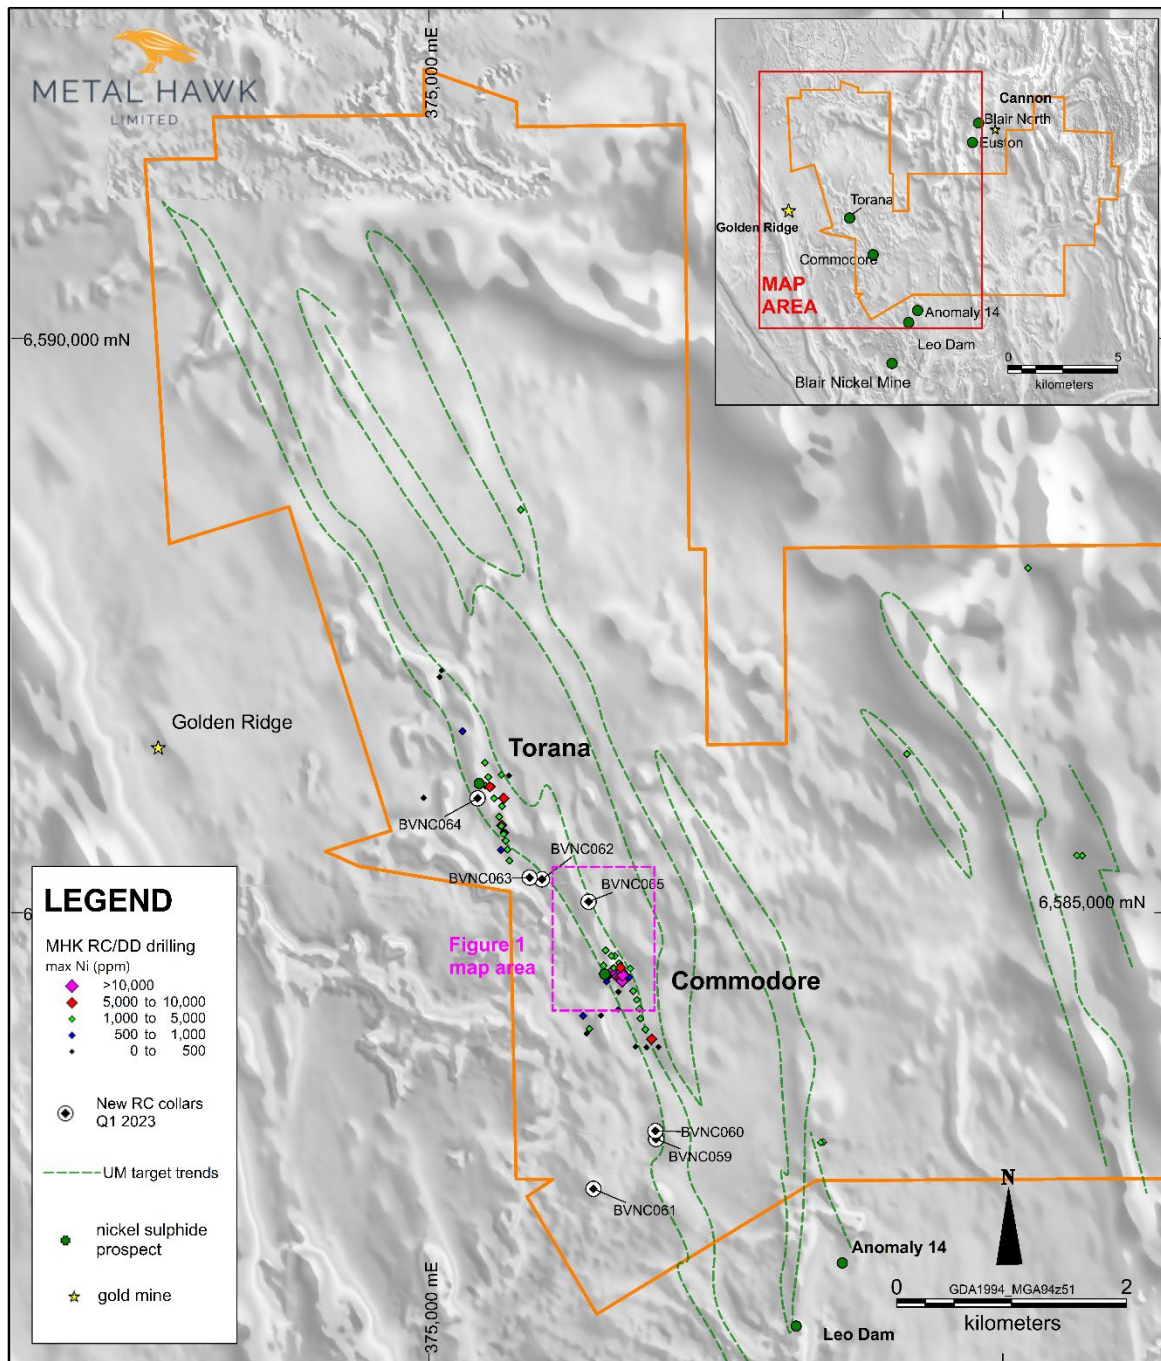 METAL HAWK
LIMITED
375,000 mE
Cannon
Blair North
Euston
Torana
Golden Ridge
Commodore
MAP
AREA
Anomaly 14
Leo Dam
Blair Nickel Mine
0 5
kilometers
6,590,000 mN
Golden Ridge
Torana
BVNC064
BVNC062
BVNC063
BVNC065
6,585,000 mN
Figure 1
map area
Commodore
BVNC060
BVNC059
BVNC061
LEGEND
MHK RC/DD drilling
max Ni (ppm)
>10,000
5,000 to 10,000
1,000 to 5,000
500 to 1,000
0 to 500
New RC collars
Q1 2023
UM target trends
nickel sulphide
prospect
gold mine
6
375,000 mE
N
Anomaly 14
0 2
GDA1994_MGA94z51
kilometers
Leo Dam